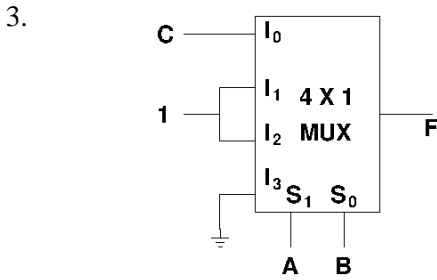 3.
C I₀
I₁ 4 X 1
1
I₂ MUX
F
I₃ S₁ S₀
A B